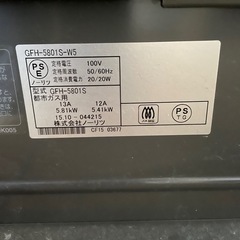 GFH-5801S-W5
PS
E
ノーリツ
定格電圧 100V
定格周波数 50/60Hz
定格消費電力 20/20W
型式 GFH-5801S
都市ガス用
13A 12A
5.81kW 5.41kW
15.10-044215
株式会社ノーリツ
PS
TG
CF15 03677
K005